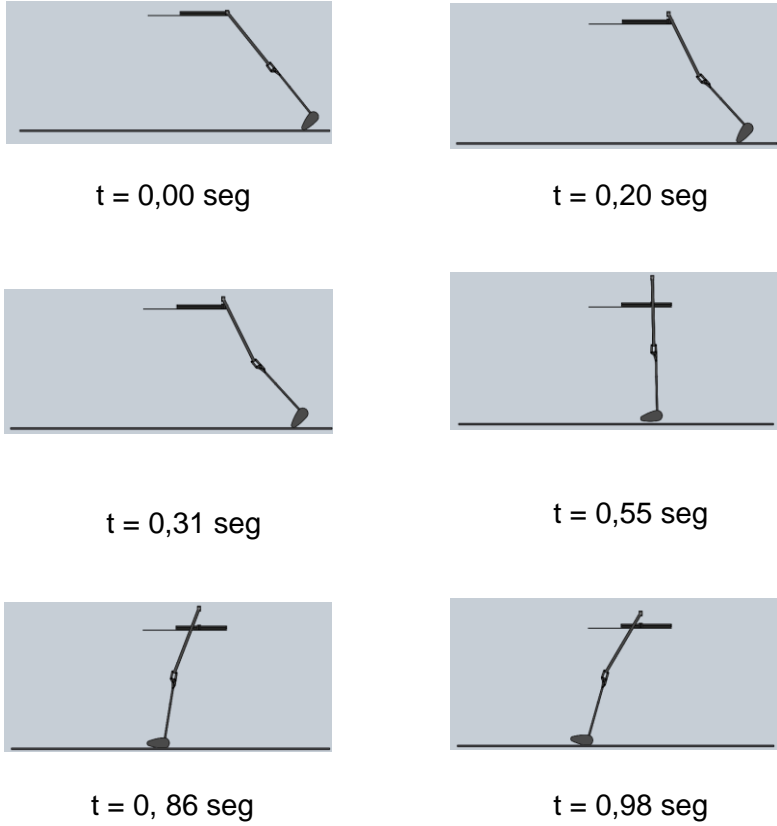 t = 0,00 seg
t = 0,20 seg
t = 0,31 seg
t = 0,55 seg
t = 0, 86 seg
t = 0,98 seg